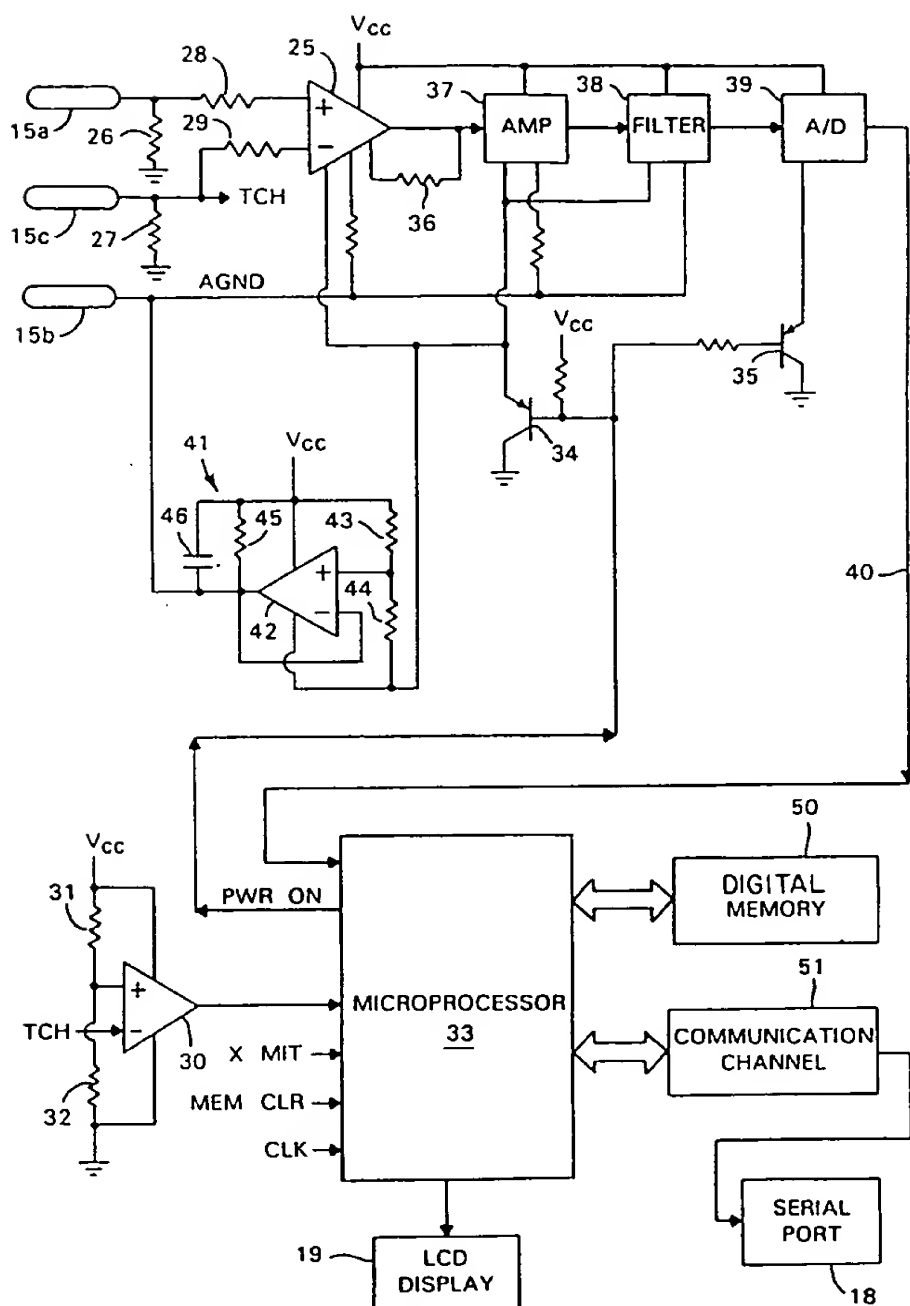 VCC
28
25
37
38
39
15a
26
29
AMP
FILTER
A/D
15c
27
TCH
36
AGND
15b
VCC
35
34
41
VCC
46
45
43
44
42
40
VCC
31
PWR ON
50
DIGITAL
MEMORY
MICROPROCESSOR
33
51
TCH
30
COMMUNICATION
CHANNEL
32
X MIT
MEM CLR
CLK
SERIAL
PORT
18
19
LCD
DISPLAY